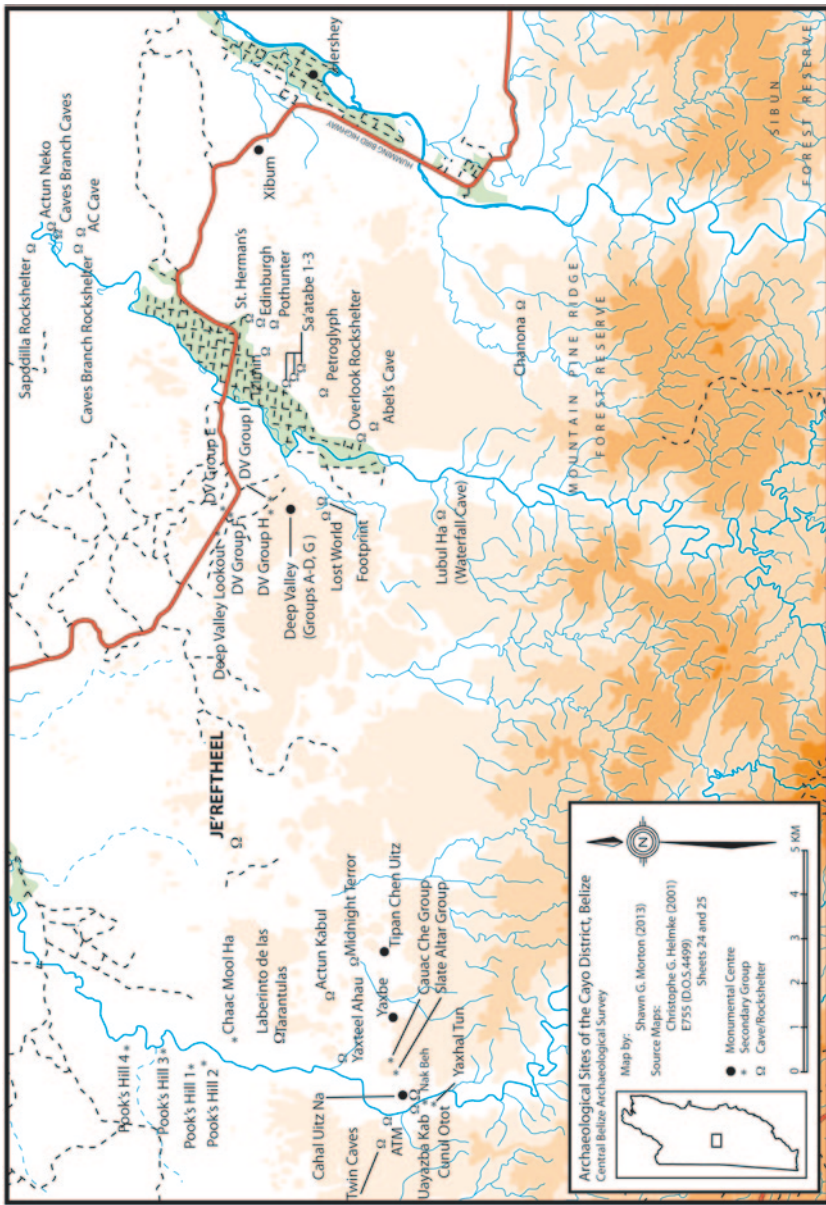 Sapodilla Rockshelter
Actun Neko
Caves Branch Caves
AC Cave
Caves Branch Rockshelter
Hershey
Xibum
HUMMING BIRD HIGHWAY
St. Herman's
Edinburgh
Pothunter
Sa'atabe 1-3
Petroglyph
Overlook Rockshelter
Abel's Cave
DV Group E
DV Group I
Deep Valley Lookout
DV Group F
DV Group H
Deep Valley
(Groups A-D, G )
Lost World
Footprint
Lubul Ha
(Waterfall Cave)
Chanona
MOUNTAIN PINE RIDGE
FOREST RESERVE
SIBUN
FOREST RESERVE
JE'REFTHEEL
Pook's Hill 4
Pook's Hill 3
Pook's Hill 1
Pook's Hill 2
Chaac Mool Ha
Laberinto de las
Tarantulas
Actun Kabul
Midnight Terror
Yaxteel Ahau
Yaxbe
Tipan Chen Uitz
Cauac Che Group
Slate Altar Group
Cahal Uitz Na
Twin Caves
ATM
Nak Beh
Uayazba Kab
Cunul Otot
Yaxhal Tun
Archaeological Sites of the Cayo District, Belize
Central Belize Archaeological Survey
Map by:
Shawn G. Morton (2013)
Source Maps:
Christophe G. Helmke (2001)
E755 (D.O.S.4499)
Sheets 24 and 25
Monumental Centre
Secondary Group
Cave/Rockshelter
N
0 1 2 3 4 5 KM